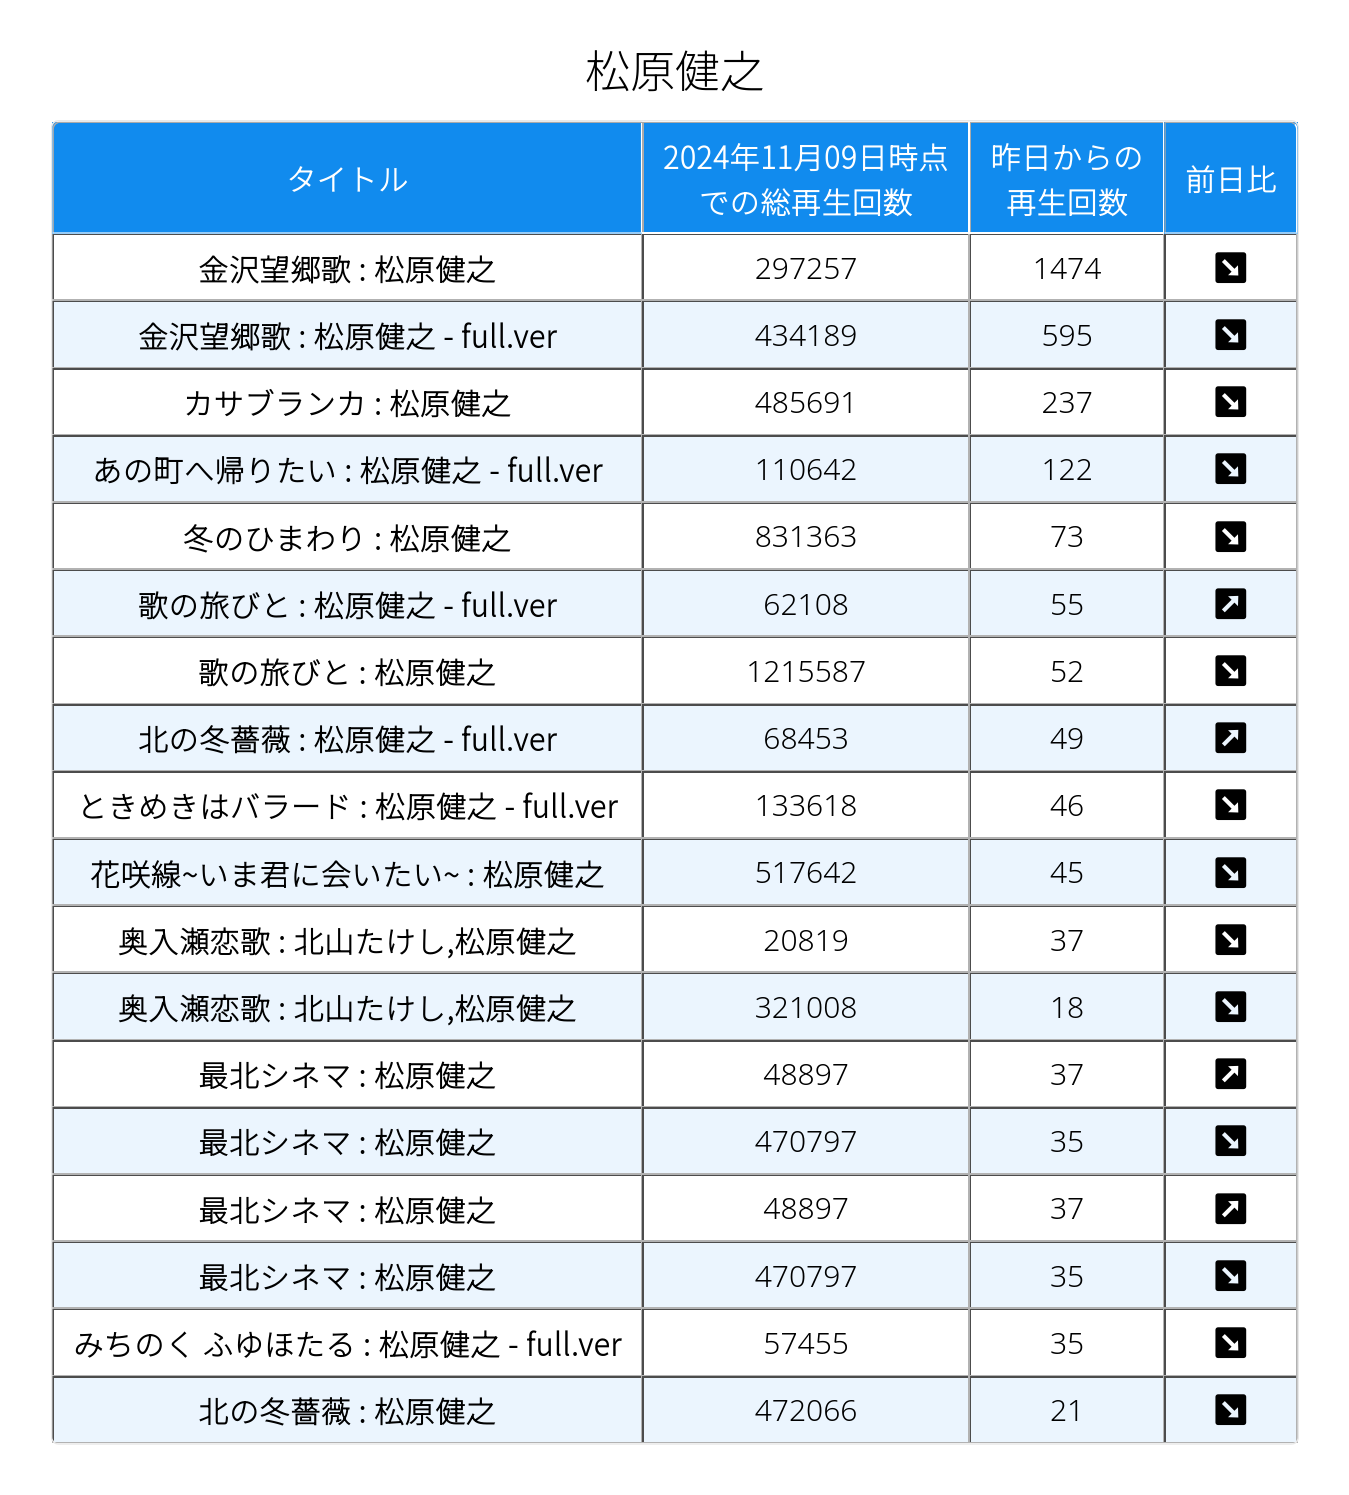 松原健之
タイトル 2024年11月09日時点での総再生回数 昨日からの再生回数 前日比
金沢望郷歌 : 松原健之 297257 1474 ↘
金沢望郷歌 : 松原健之 - full.ver 434189 595 ↘
カサブランカ : 松原健之 485691 237 ↘
あの町へ帰りたい : 松原健之 - full.ver 110642 122 ↘
冬のひまわり : 松原健之 831363 73 ↘
歌の旅びと : 松原健之 - full.ver 62108 55 ↗
歌の旅びと : 松原健之 1215587 52 ↘
北の冬薔薇 : 松原健之 - full.ver 68453 49 ↗
ときめきはバラード : 松原健之 - full.ver 133618 46 ↘
花咲線~いま君に会いたい~ : 松原健之 517642 45 ↘
奥入瀬恋歌 : 北山たけし,松原健之 20819 37 ↘
奥入瀬恋歌 : 北山たけし,松原健之 321008 18 ↘
最北シネマ : 松原健之 48897 37 ↗
最北シネマ : 松原健之 470797 35 ↘
最北シネマ : 松原健之 48897 37 ↗
最北シネマ : 松原健之 470797 35 ↘
みちのく ふゆほたる : 松原健之 - full.ver 57455 35 ↘
北の冬薔薇 : 松原健之 472066 21 ↘